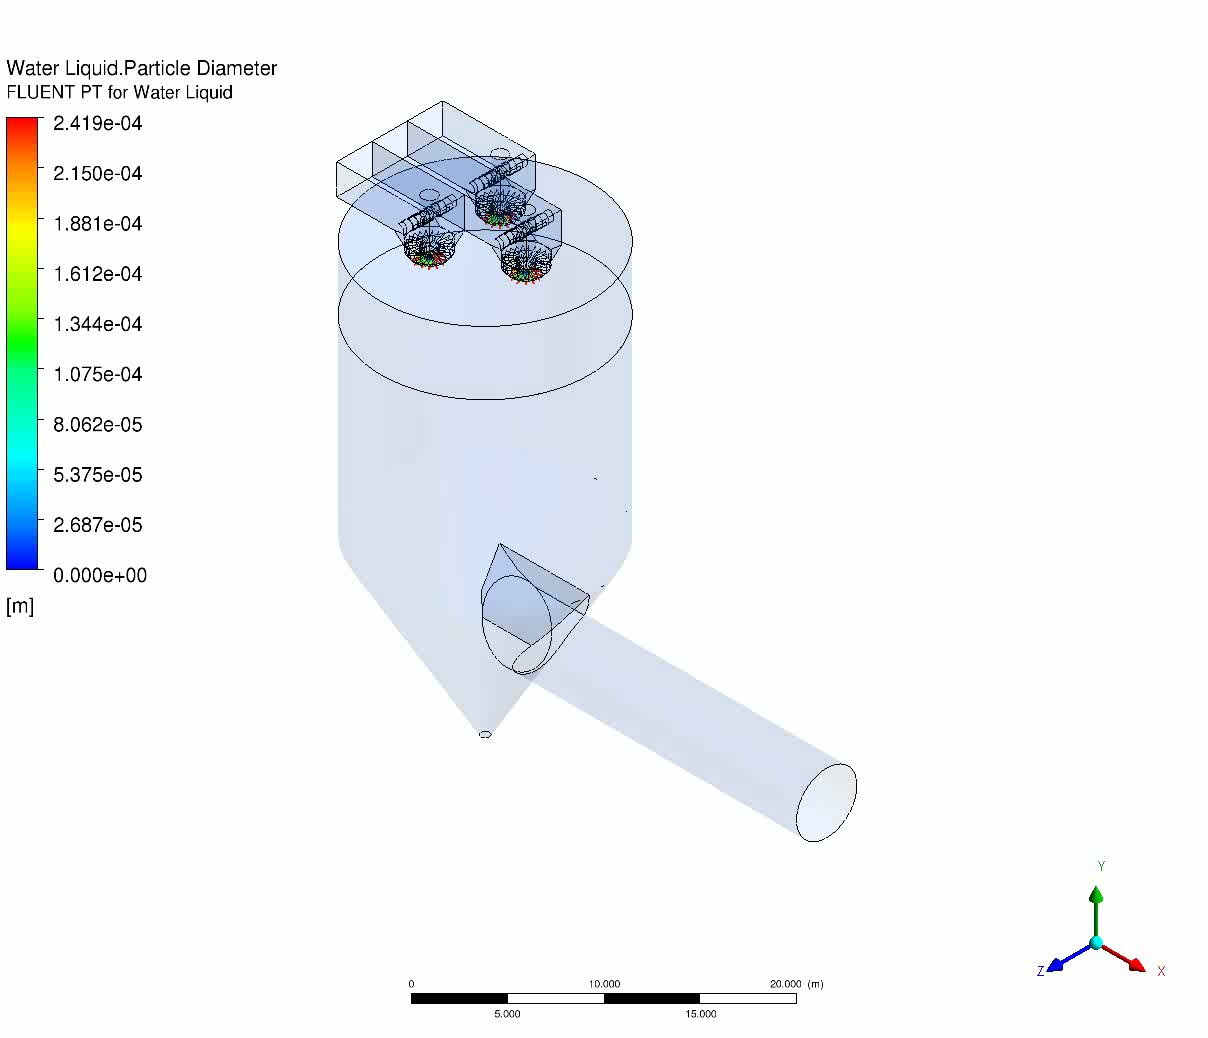 Water Liquid.Particle Diameter
FLUENT PT for Water Liquid
2.419e-04
2.150e-04
1.881e-04
1.612e-04
1.344e-04
1.075e-04
8.062e-05
5.375e-05
2.687e-05
0.000e+00
[m]
Y
Z
X
0 10.000 20.000 (m)
5.000 15.000